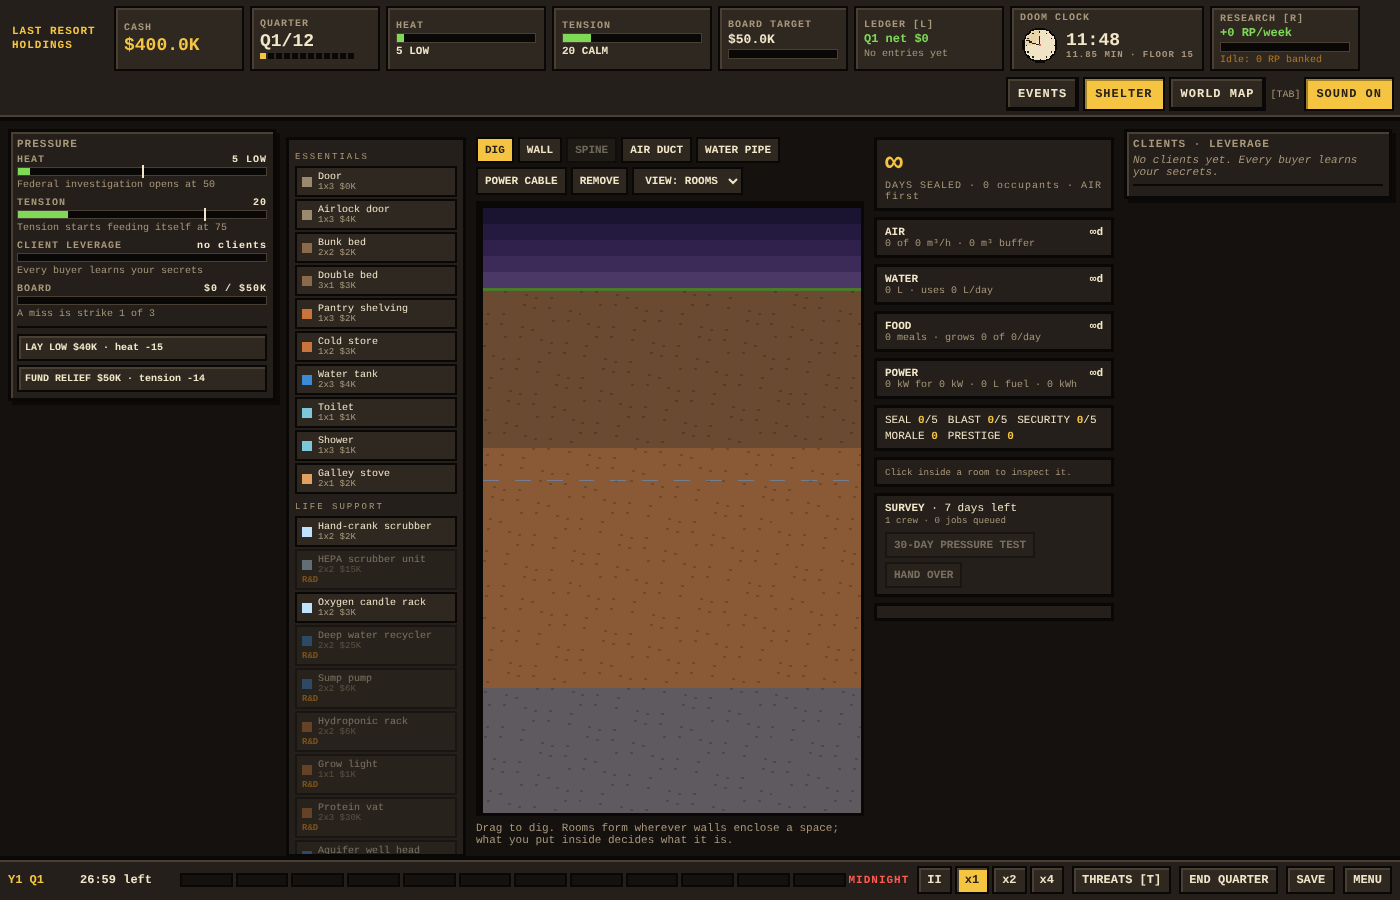 LAST RESORT
HOLDINGS
CASH
$400.0K
QUARTER
Q1/12
HEAT
5 LOW
TENSION
20 CALM
BOARD TARGET
$50.0K
LEDGER [L]
Q1 net $0
No entries yet
DOOM CLOCK
11:48
11.85 MIN · FLOOR 15
RESEARCH [R]
+0 RP/week
Idle: 0 RP banked
EVENTS
SHELTER
WORLD MAP
[TAB]
SOUND ON
PRESSURE
HEAT 5 LOW
Federal investigation opens at 50
TENSION 20
Tension starts feeding itself at 75
CLIENT LEVERAGE no clients
Every buyer learns your secrets
BOARD $0 / $50K
A miss is strike 1 of 3
LAY LOW $40K · heat -15
FUND RELIEF $50K · tension -14
ESSENTIALS
Door
1x3 $0K
Airlock door
1x3 $4K
Bunk bed
2x2 $2K
Double bed
3x1 $3K
Pantry shelving
1x3 $2K
Cold store
1x2 $3K
Water tank
2x3 $4K
Toilet
1x1 $1K
Shower
1x3 $1K
Galley stove
2x1 $2K
LIFE SUPPORT
Hand-crank scrubber
1x2 $2K
HEPA scrubber unit
2x2 $15K
R&D
Oxygen candle rack
1x2 $3K
Deep water recycler
2x2 $25K
R&D
Sump pump
2x2 $6K
R&D
Hydroponic rack
2x2 $6K
R&D
Grow light
1x1 $1K
R&D
Protein vat
2x3 $30K
R&D
Aquifer well head
DIG
WALL
SPINE
AIR DUCT
WATER PIPE
POWER CABLE
REMOVE
VIEW: ROOMS
Drag to dig. Rooms form wherever walls enclose a space;
what you put inside decides what it is.
∞
DAYS SEALED · 0 occupants · AIR
first
AIR ∞d
0 of 0 m³/h · 0 m³ buffer
WATER ∞d
0 L · uses 0 L/day
FOOD ∞d
0 meals · grows 0 of 0/day
POWER ∞d
0 kW for 0 kW · 0 L fuel · 0 kWh
SEAL 0/5 BLAST 0/5 SECURITY 0/5
MORALE 0 PRESTIGE 0
Click inside a room to inspect it.
SURVEY · 7 days left
1 crew · 0 jobs queued
30-DAY PRESSURE TEST
HAND OVER
CLIENTS · LEVERAGE
No clients yet. Every buyer learns
your secrets.
Y1 Q1
26:59 left
MIDNIGHT
II
x1
x2
x4
THREATS [T]
END QUARTER
SAVE
MENU